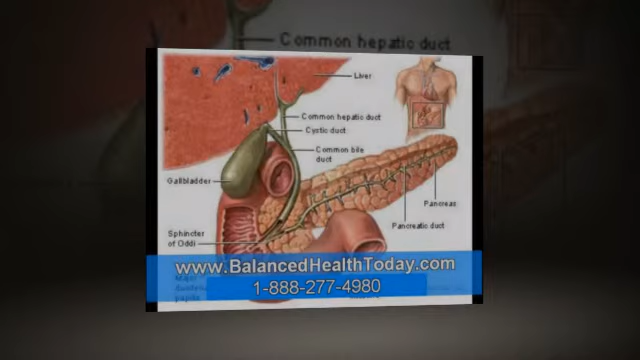 Common hepatic duct
Liver
Common hepatic duct
Cystic duct
Common bile
duct
Gallbladder
Pancreas
Pancreatic duct
Sphincter
of Oddi
www.BalancedHealthToday.com
1-888-277-4980